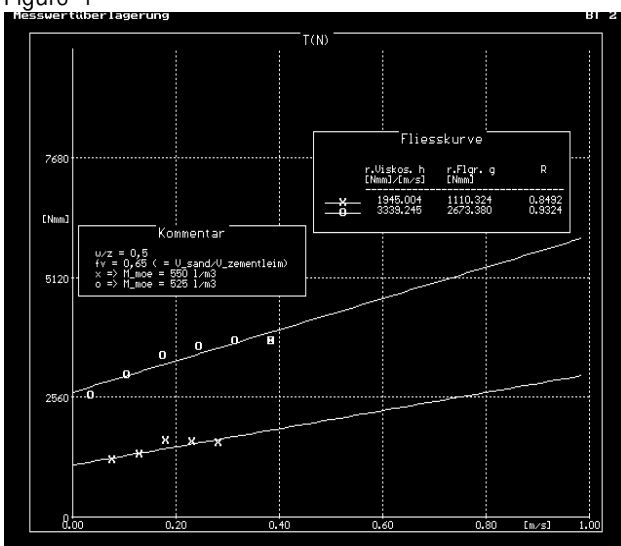 Messwertüberlagerung BT 2
T(N)
Fliesskurve
r.Viskos. h r.Flgr. g R
[Nmm]/[m/s] [Nmm]
x 1945.004 1110.324 0.8492
o 3339.245 2673.380 0.9324
7680
[Nmm]
Kommentar
w/z = 0,5
fv = 0,65 ( = V_sand/V_zementleim)
x => M_moe = 550 l/m3
o => M_moe = 525 l/m3
5120
2560
0
0.00 0.20 0.40 0.60 0.80 [m/s] 1.00